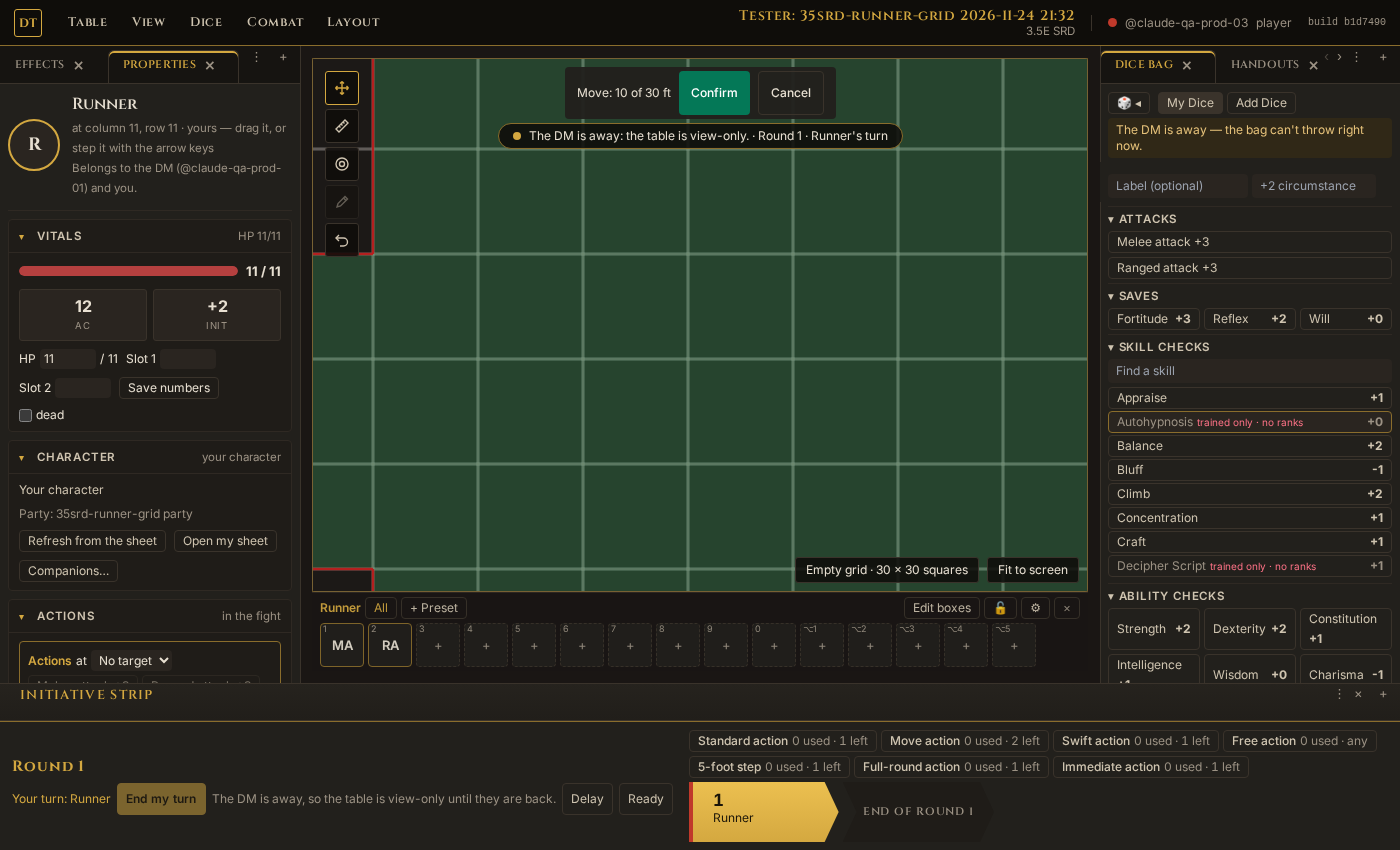 DT
TABLE VIEW DICE COMBAT LAYOUT
TESTER: 35SRD-RUNNER-GRID 2026-11-24 21:32
3.5E SRD
@claude-qa-prod-03 player
build b1d7490
EFFECTS ×
PROPERTIES ×
⋮ +
R
RUNNER
at column 11, row 11 · yours — drag it, or
step it with the arrow keys
Belongs to the DM (@claude-qa-prod-
01) and you.
▾ VITALS HP 11/11
11 / 11
12
AC
+2
INIT
HP 11 / 11 Slot 1
Slot 2 Save numbers
dead
▾ CHARACTER your character
Your character
Party: 35srd-runner-grid party
Refresh from the sheet Open my sheet
Companions...
▾ ACTIONS in the fight
Actions at No target
Move: 10 of 30 ft Confirm Cancel
The DM is away: the table is view-only. · Round 1 · Runner's turn
Empty grid · 30 × 30 squares Fit to screen
Runner All + Preset Edit boxes ×
1 2 3 4 5 6 7 8 9 0 ⌥1 ⌥2 ⌥3 ⌥4 ⌥5
MA RA + + + + + + + + + + + + +
DICE BAG × HANDOUTS × ‹ › ⋮ +
🎲 ◂ My Dice Add Dice
The DM is away — the bag can't throw right
now.
Label (optional) +2 circumstance
▾ ATTACKS
Melee attack +3
Ranged attack +3
▾ SAVES
Fortitude +3 Reflex +2 Will +0
▾ SKILL CHECKS
Find a skill
Appraise +1
Autohypnosis trained only · no ranks +0
Balance +2
Bluff -1
Climb +2
Concentration +1
Craft +1
Decipher Script trained only · no ranks +1
▾ ABILITY CHECKS
Strength +2 Dexterity +2 Constitution +1
Intelligence Wisdom +0 Charisma -1
INITIATIVE STRIP ⋮ × +
ROUND 1
Your turn: Runner End my turn The DM is away, so the table is view-only until they are back. Delay Ready
Standard action 0 used · 1 left Move action 0 used · 2 left Swift action 0 used · 1 left Free action 0 used · any
5-foot step 0 used · 1 left Full-round action 0 used · 1 left Immediate action 0 used · 1 left
1
Runner
END OF ROUND 1